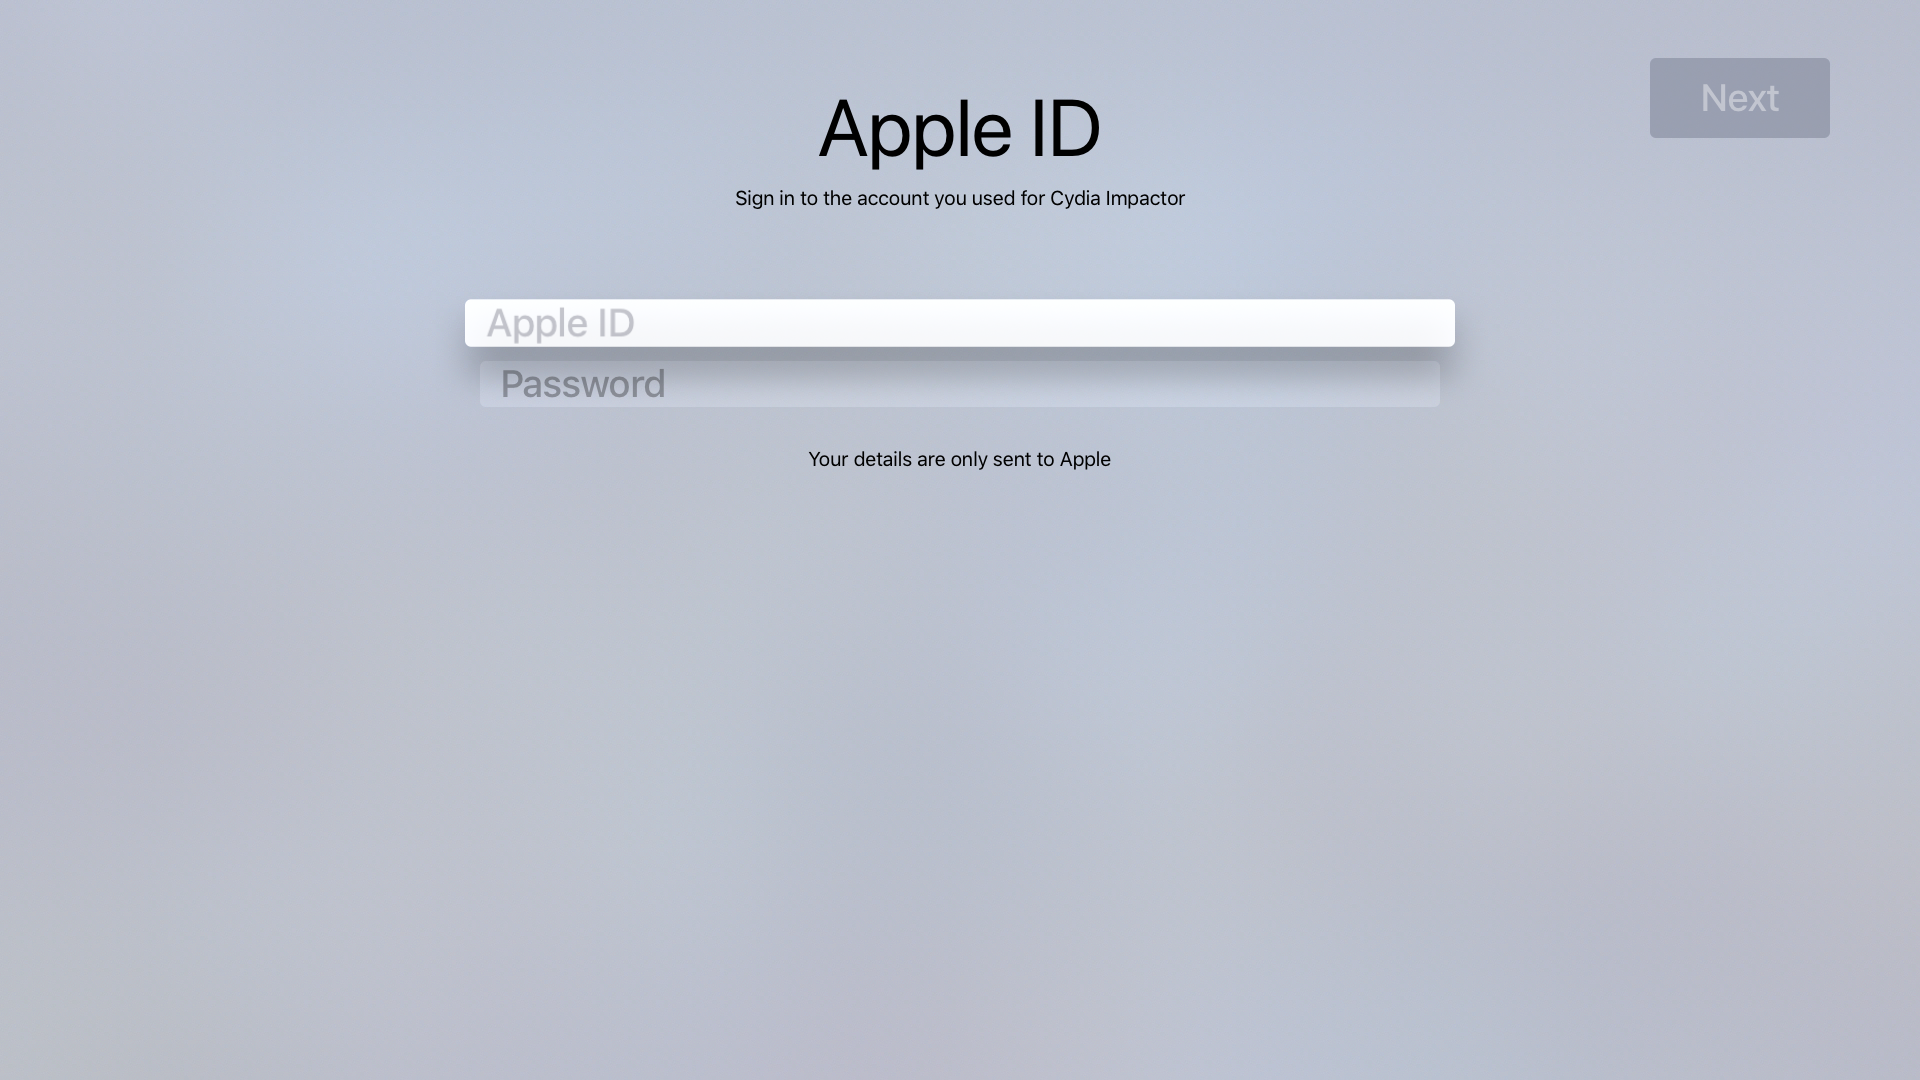 Next
Apple ID
Sign in to the account you used for Cydia Impactor
Apple ID
Password
Your details are only sent to Apple